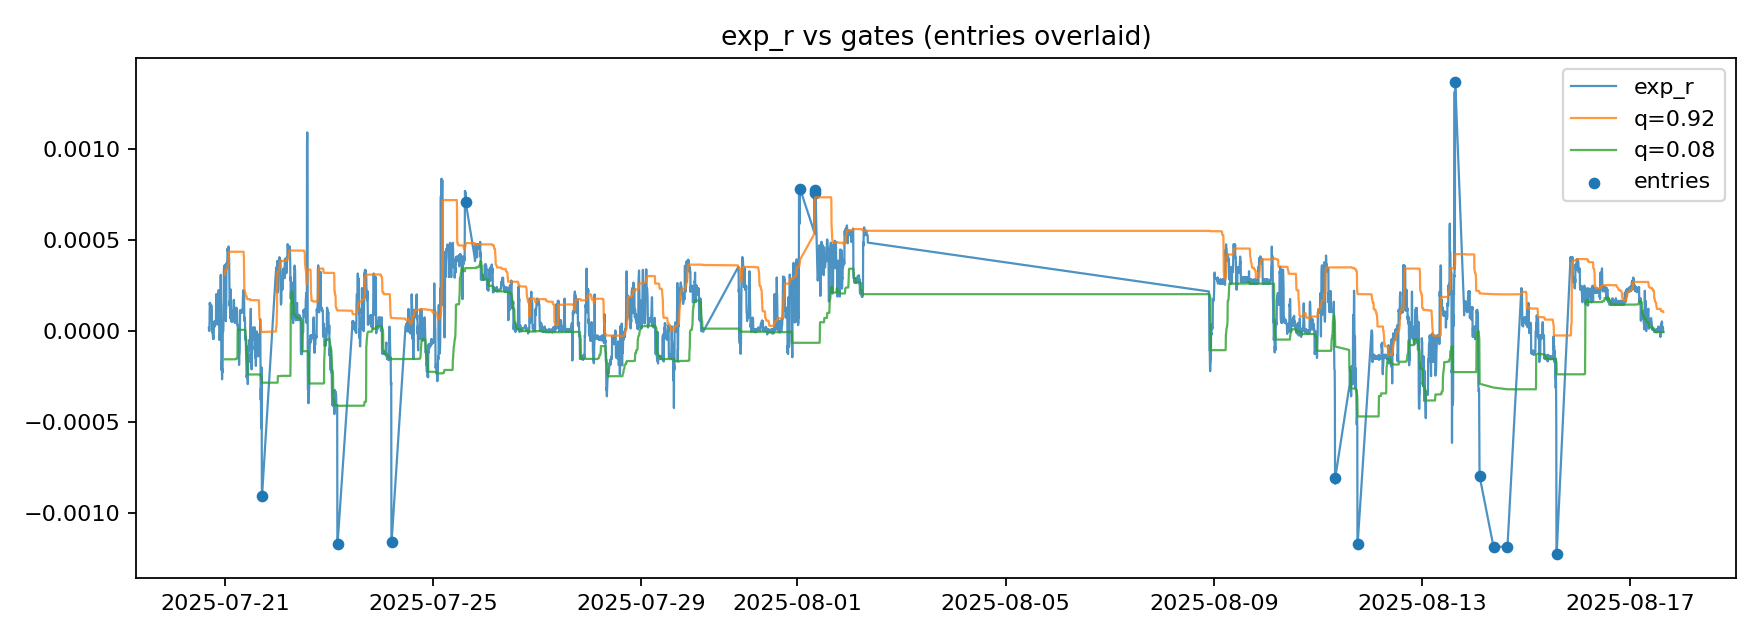 exp_r vs gates (entries overlaid)
exp_r
q=0.92
q=0.08
entries
0.0010
0.0005
0.0000
−0.0005
−0.0010
2025-07-21
2025-07-25
2025-07-29
2025-08-01
2025-08-05
2025-08-09
2025-08-13
2025-08-17